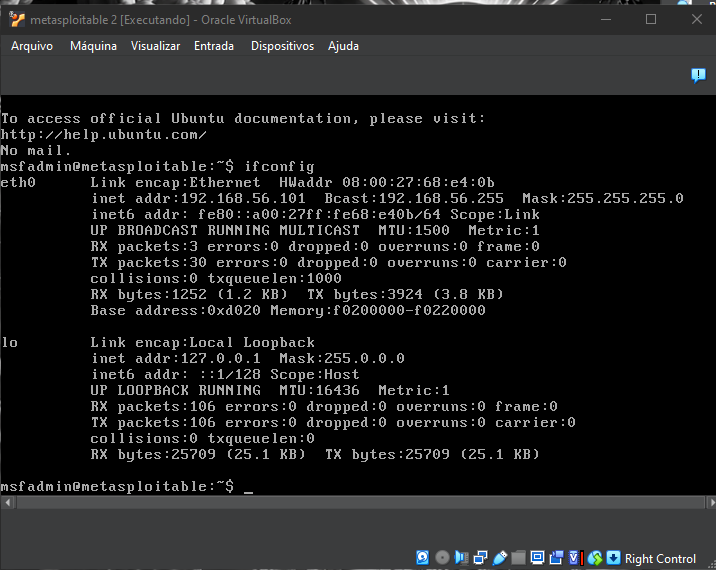 metasploitable 2 [Executando] - Oracle VirtualBox
Arquivo Máquina Visualizar Entrada Dispositivos Ajuda
To access official Ubuntu documentation, please visit:
http://help.ubuntu.com/
No mail.
msfadmin@metasploitable:~$ ifconfig
eth0 Link encap:Ethernet HWaddr 08:00:27:68:e4:0b
inet addr:192.168.56.101 Bcast:192.168.56.255 Mask:255.255.255.0
inet6 addr: fe80::a00:27ff:fe68:e40b/64 Scope:Link
UP BROADCAST RUNNING MULTICAST MTU:1500 Metric:1
RX packets:3 errors:0 dropped:0 overruns:0 frame:0
TX packets:30 errors:0 dropped:0 overruns:0 carrier:0
collisions:0 txqueuelen:1000
RX bytes:1252 (1.2 KB) TX bytes:3924 (3.8 KB)
Base address:0xd020 Memory:f0200000-f0220000
lo Link encap:Local Loopback
inet addr:127.0.0.1 Mask:255.0.0.0
inet6 addr: ::1/128 Scope:Host
UP LOOPBACK RUNNING MTU:16436 Metric:1
RX packets:106 errors:0 dropped:0 overruns:0 frame:0
TX packets:106 errors:0 dropped:0 overruns:0 carrier:0
collisions:0 txqueuelen:0
RX bytes:25709 (25.1 KB) TX bytes:25709 (25.1 KB)
msfadmin@metasploitable:~$ _
Right Control